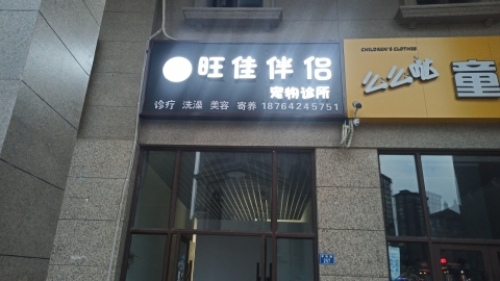 旺佳伴侣
宠物诊所
诊疗 洗澡 美容 寄养 18764245751
CHILDREN'S CLOTHES
么么哒 童